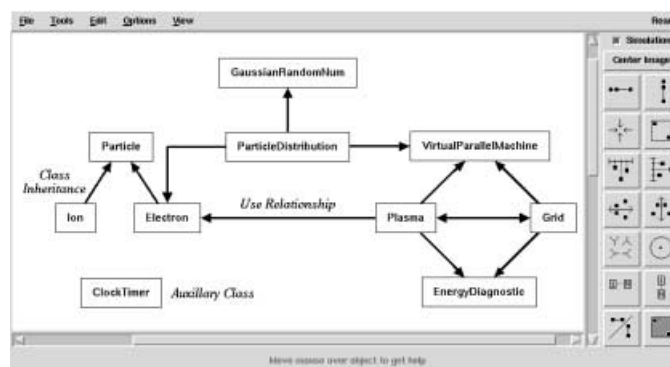 File Tools Edit Options View
Simulation
Center Image
GaussianRandomNum
Particle
ParticleDistribution
VirtualParallelMachine
Class
Inheritance
Use Relationship
Ion
Electron
Plasma
Grid
ClockTimer
Auxillary Class
EnergyDiagnostic
Move mouse over object to get help